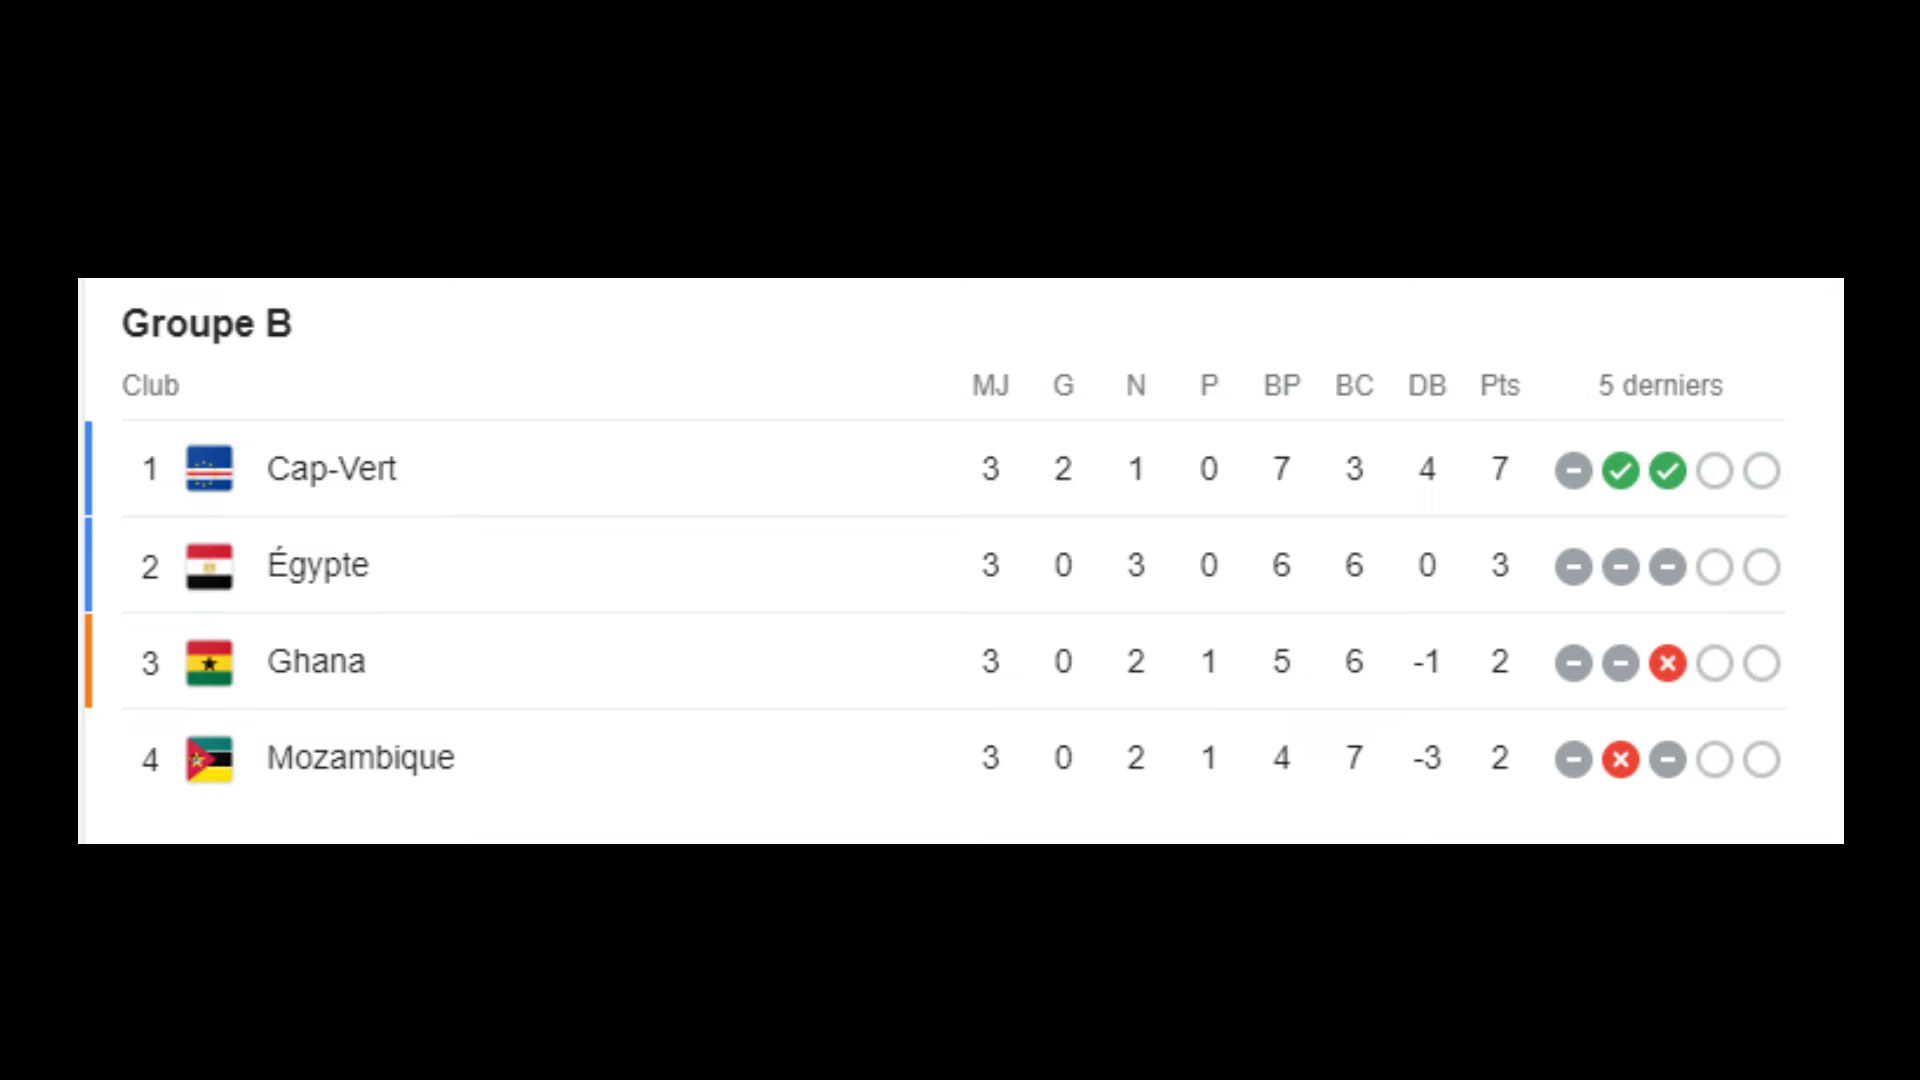 Groupe B
Club MJ G N P BP BC DB Pts 5 derniers
1 Cap-Vert 3 2 1 0 7 3 4 7
2 Égypte 3 0 3 0 6 6 0 3
3 Ghana 3 0 2 1 5 6 -1 2
4 Mozambique 3 0 2 1 4 7 -3 2